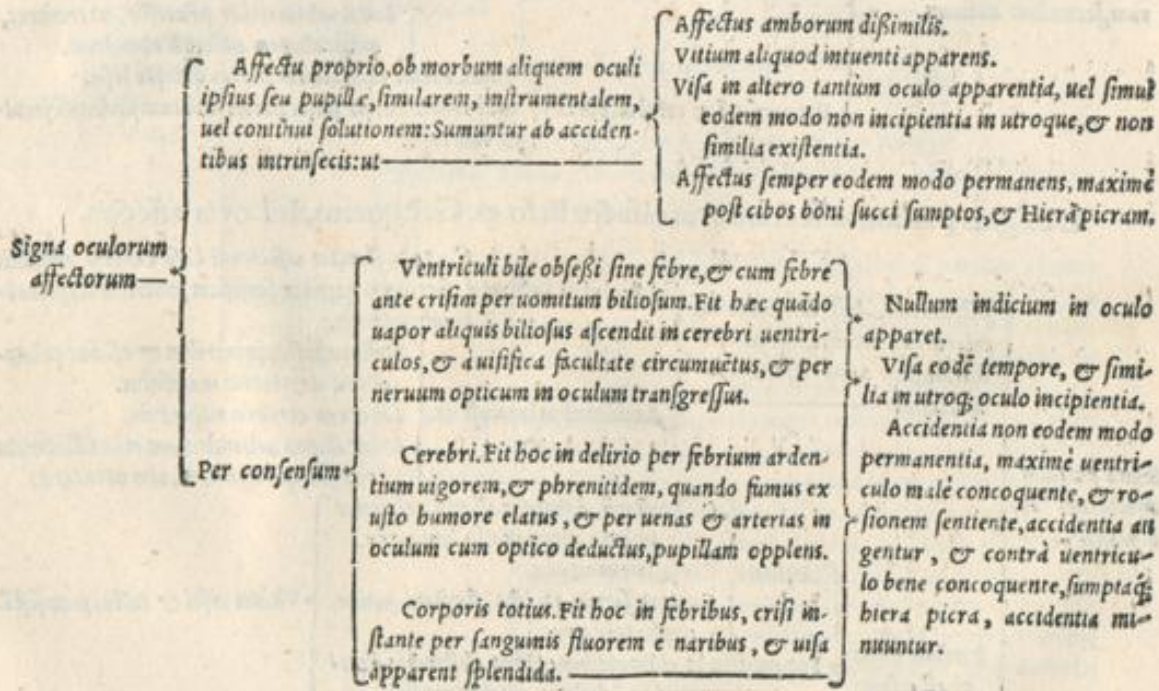 Signa oculorum
affectorum
Affectu proprio.ob morbum aliquem oculi
ipsius seu pupillæ,similarem, instrumentalem,
uel continui solutionem:Sumuntur ab acciden-
tibus intrinsecis:ut
Affectus amborum dißimilis.
Vitium aliquod intuenti apparens.
Visa in altero tantùm oculo apparentia, uel simul
eodem modo non incipientia in utroque,& non
similia existentia.
Affectus semper eodem modo permanens, maximè
post cibos boni succi sumptos,& Hierā picram.
Per consensum
Ventriculi bile obseßi sine febre,& cum febre
ante crisim per uomitum biliosum.Fit hæc quādo
uapor aliquis biliosus ascendit in cerebri uentri-
culos,& a uisifica facultate circumuētus,& per
neruum opticum in oculum transgressus.
Cerebri.Fit hoc in delirio per febrium arden-
tium uigorem,& phrenitidem, quando fumus ex
usto humore elatus, & per uenas & arterias in
oculum cum optico deductus,pupillam opplens.
Corporis totius.Fit hoc in febribus, crisi in-
stante per sanguinis fluorem è naribus, & uisa
apparent splendida.
Nullum indicium in oculo
apparet.
Visa eodē tempore, & simi-
lia in utroq; oculo incipientia.
Accidentia non eodem modo
permanentia, maximè uentri-
culo malè concoquente, & ro-
sionem sentiente,accidentia au
gentur, & contrà uentricu-
lo bene concoquente,sumptaq;
hiera picra, accidentia mi-
nuuntur.